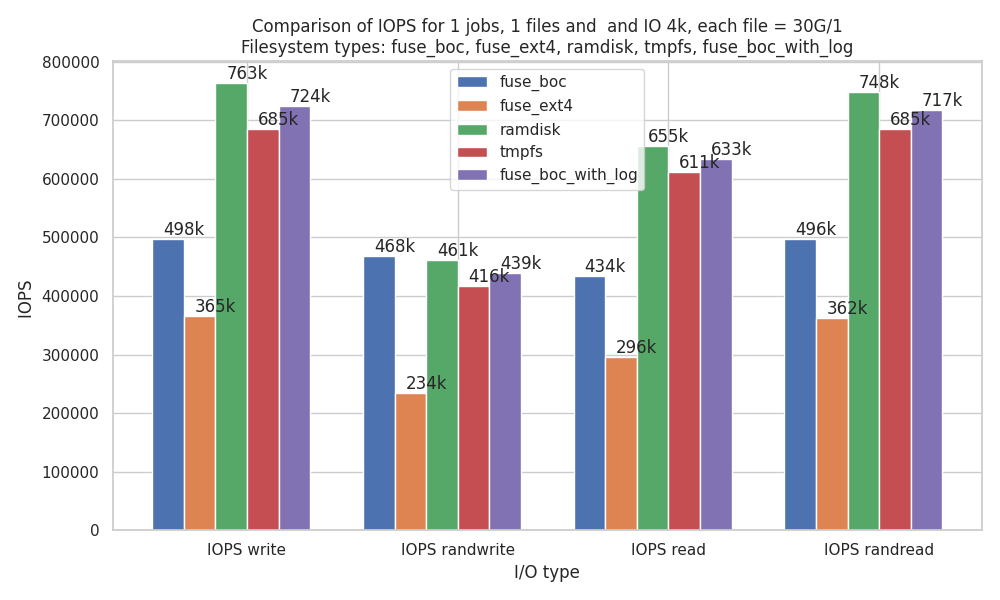 Comparison of IOPS for 1 jobs, 1 files and  and IO 4k, each file = 30G/1
Filesystem types: fuse_boc, fuse_ext4, ramdisk, tmpfs, fuse_boc_with_log
IOPS
800000
700000
600000
500000
400000
300000
200000
100000
0
fuse_boc
fuse_ext4
ramdisk
tmpfs
fuse_boc_with_log
498k
365k
763k
685k
724k
468k
234k
461k
416k
439k
434k
296k
655k
611k
633k
496k
362k
748k
685k
717k
IOPS write
IOPS randwrite
IOPS read
IOPS randread
I/O type